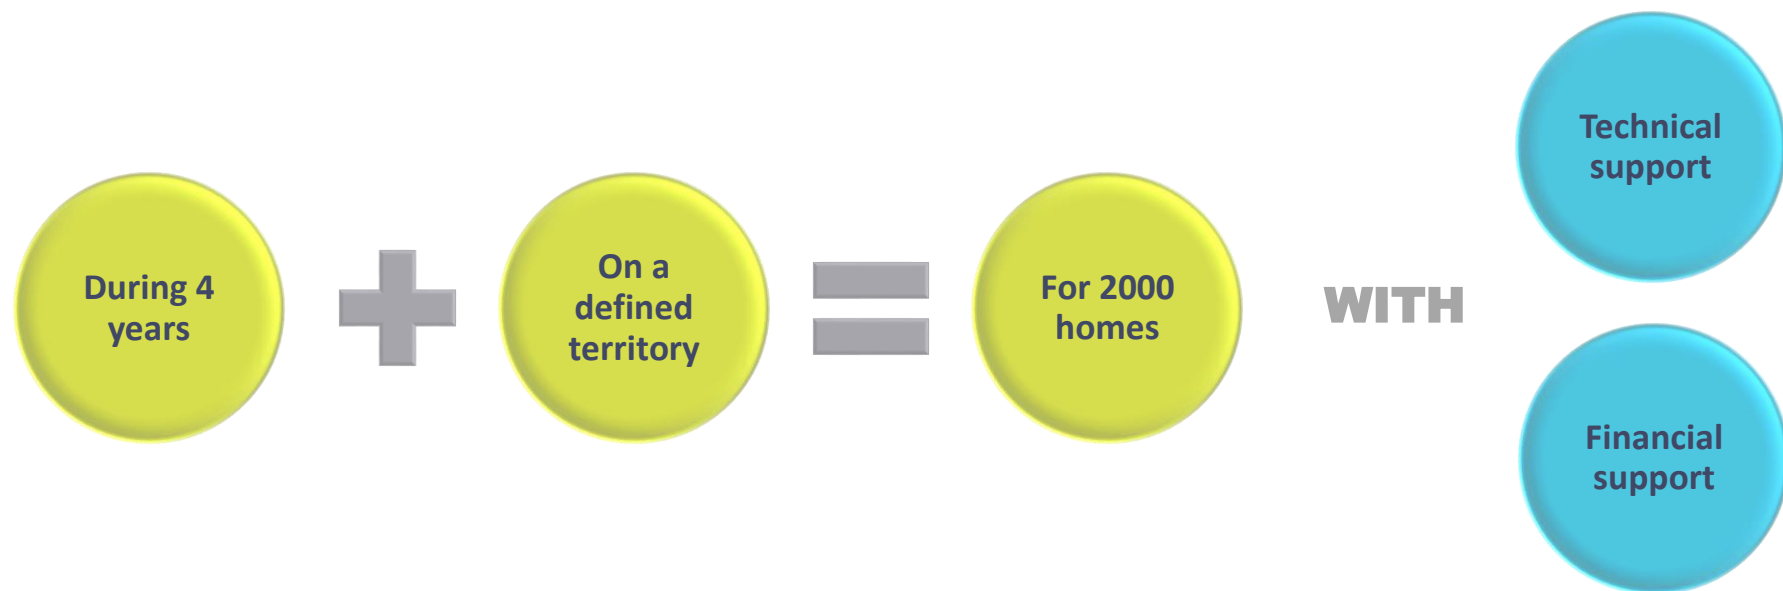 During 4
years
On a
defined
territory
For 2000
homes
WITH
Technical
support
Financial
support